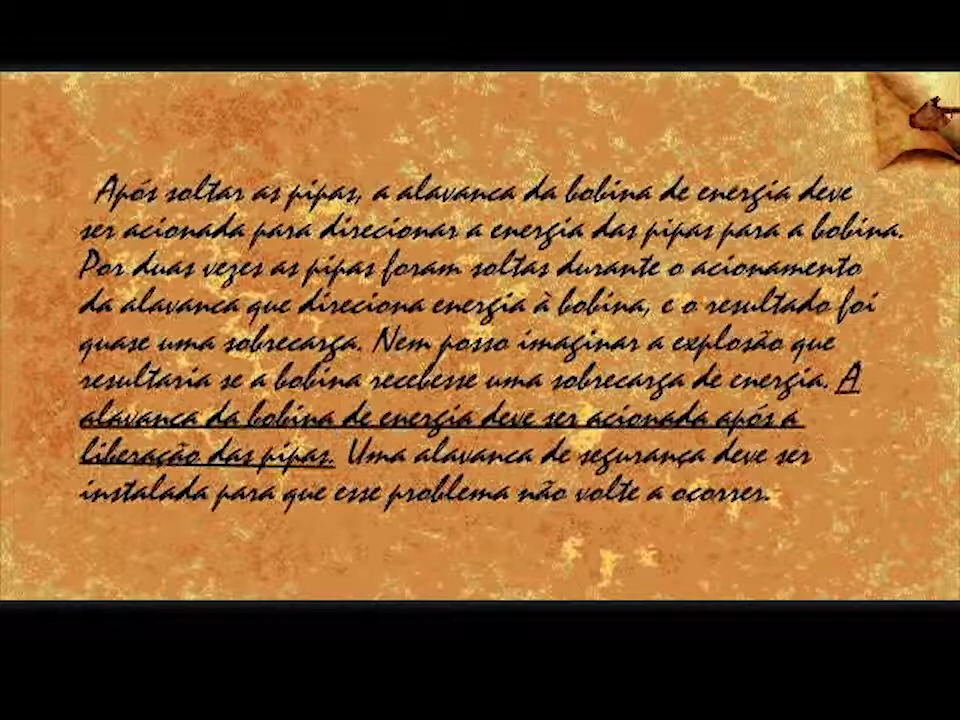 Após soltar as pipas, a alavanca da bobina de energia deve
ser acionada para direcionar a energia das pipas para a bobina.
Por duas vezes as pipas foram soltas durante o acionamento
da alavanca que direciona energia à bobina, e o resultado foi
quase uma sobrecarga. Nem posso imaginar a explosão que
resultaria se a bobina recebesse uma sobrecarga de energia. A
alavanca da bobina de energia deve ser acionada após a
liberação das pipas. Uma alavanca de segurança deve ser
instalada para que esse problema não volte a ocorrer.